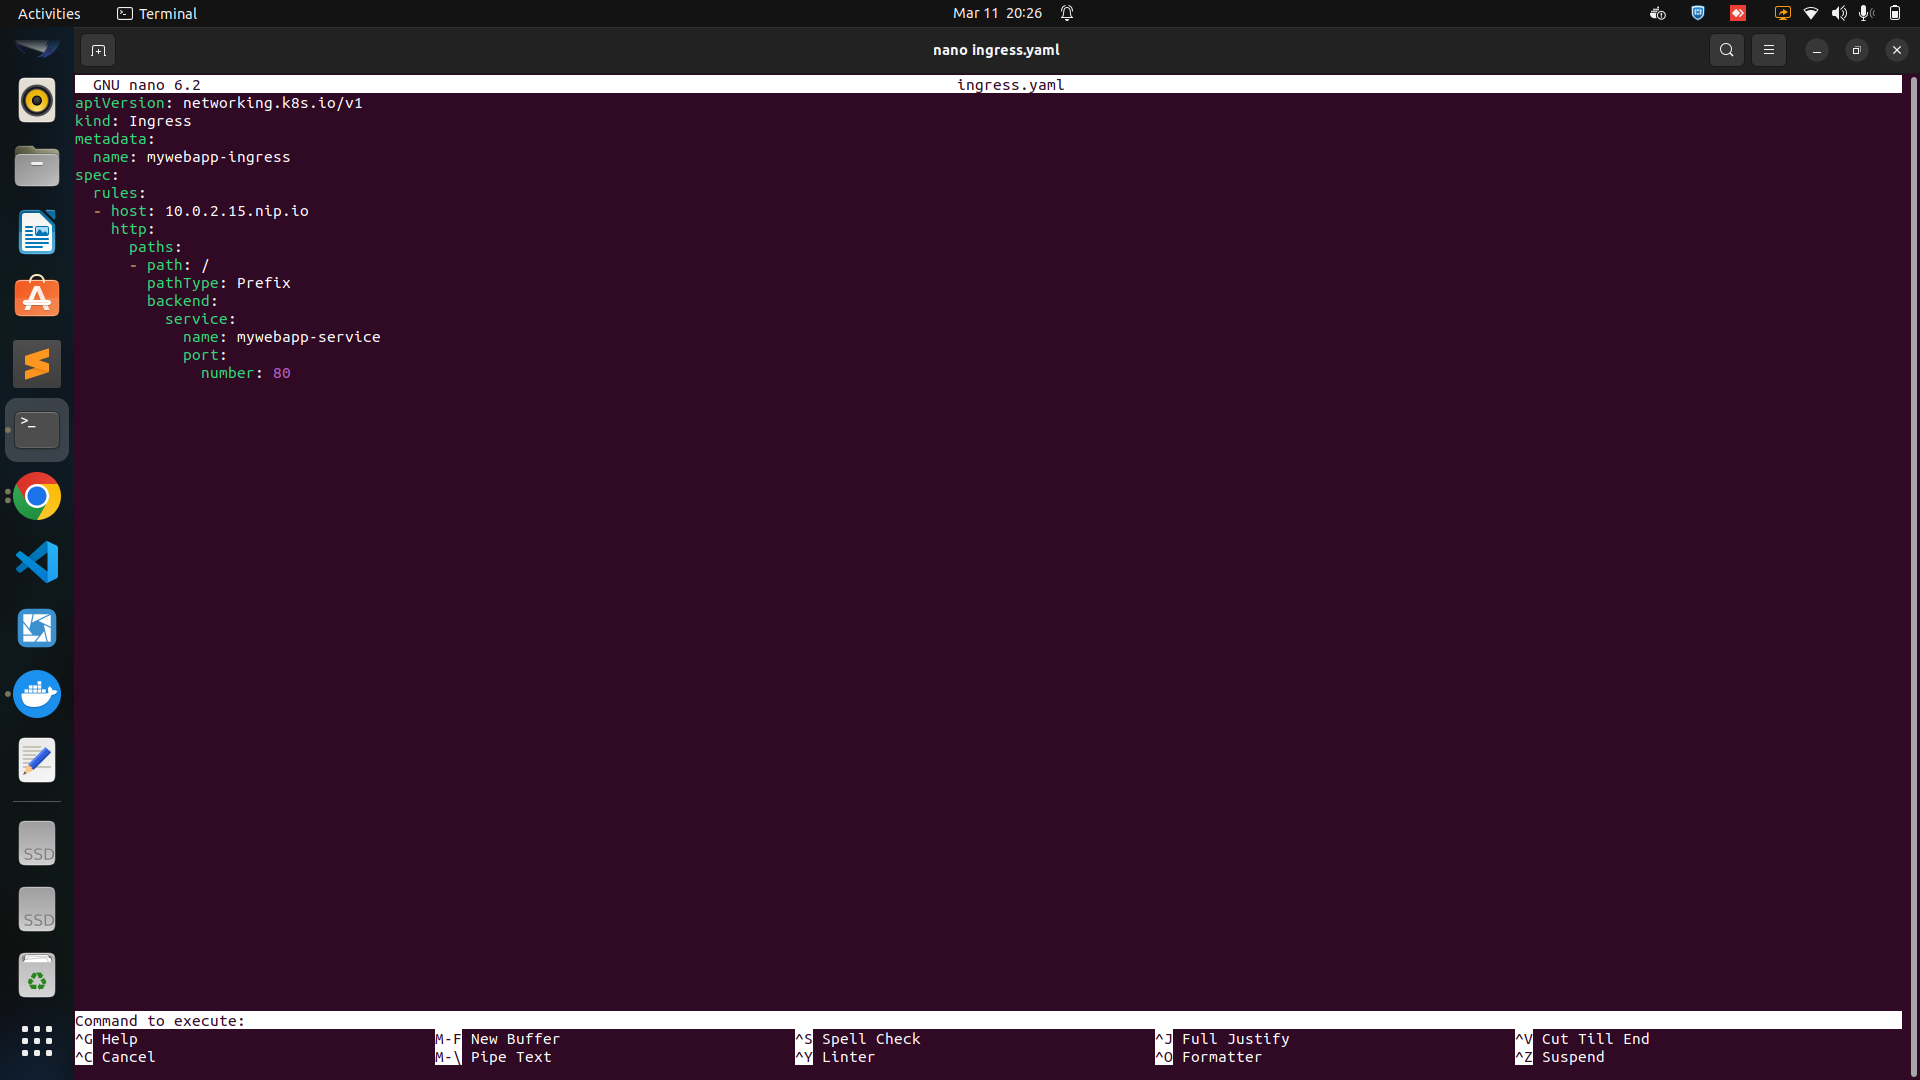 Activities
Terminal
Mar 11 20:26
nano ingress.yaml
GNU nano 6.2 ingress.yaml
apiVersion: networking.k8s.io/v1
kind: Ingress
metadata:
  name: mywebapp-ingress
spec:
  rules:
  - host: 10.0.2.15.nip.io
    http:
      paths:
      - path: /
        pathType: Prefix
        backend:
          service:
            name: mywebapp-service
            port:
              number: 80
SSD
SSD
Command to execute:
^G Help M-F New Buffer ^S Spell Check ^J Full Justify ^V Cut Till End
^C Cancel M-\ Pipe Text ^Y Linter ^O Formatter ^Z Suspend